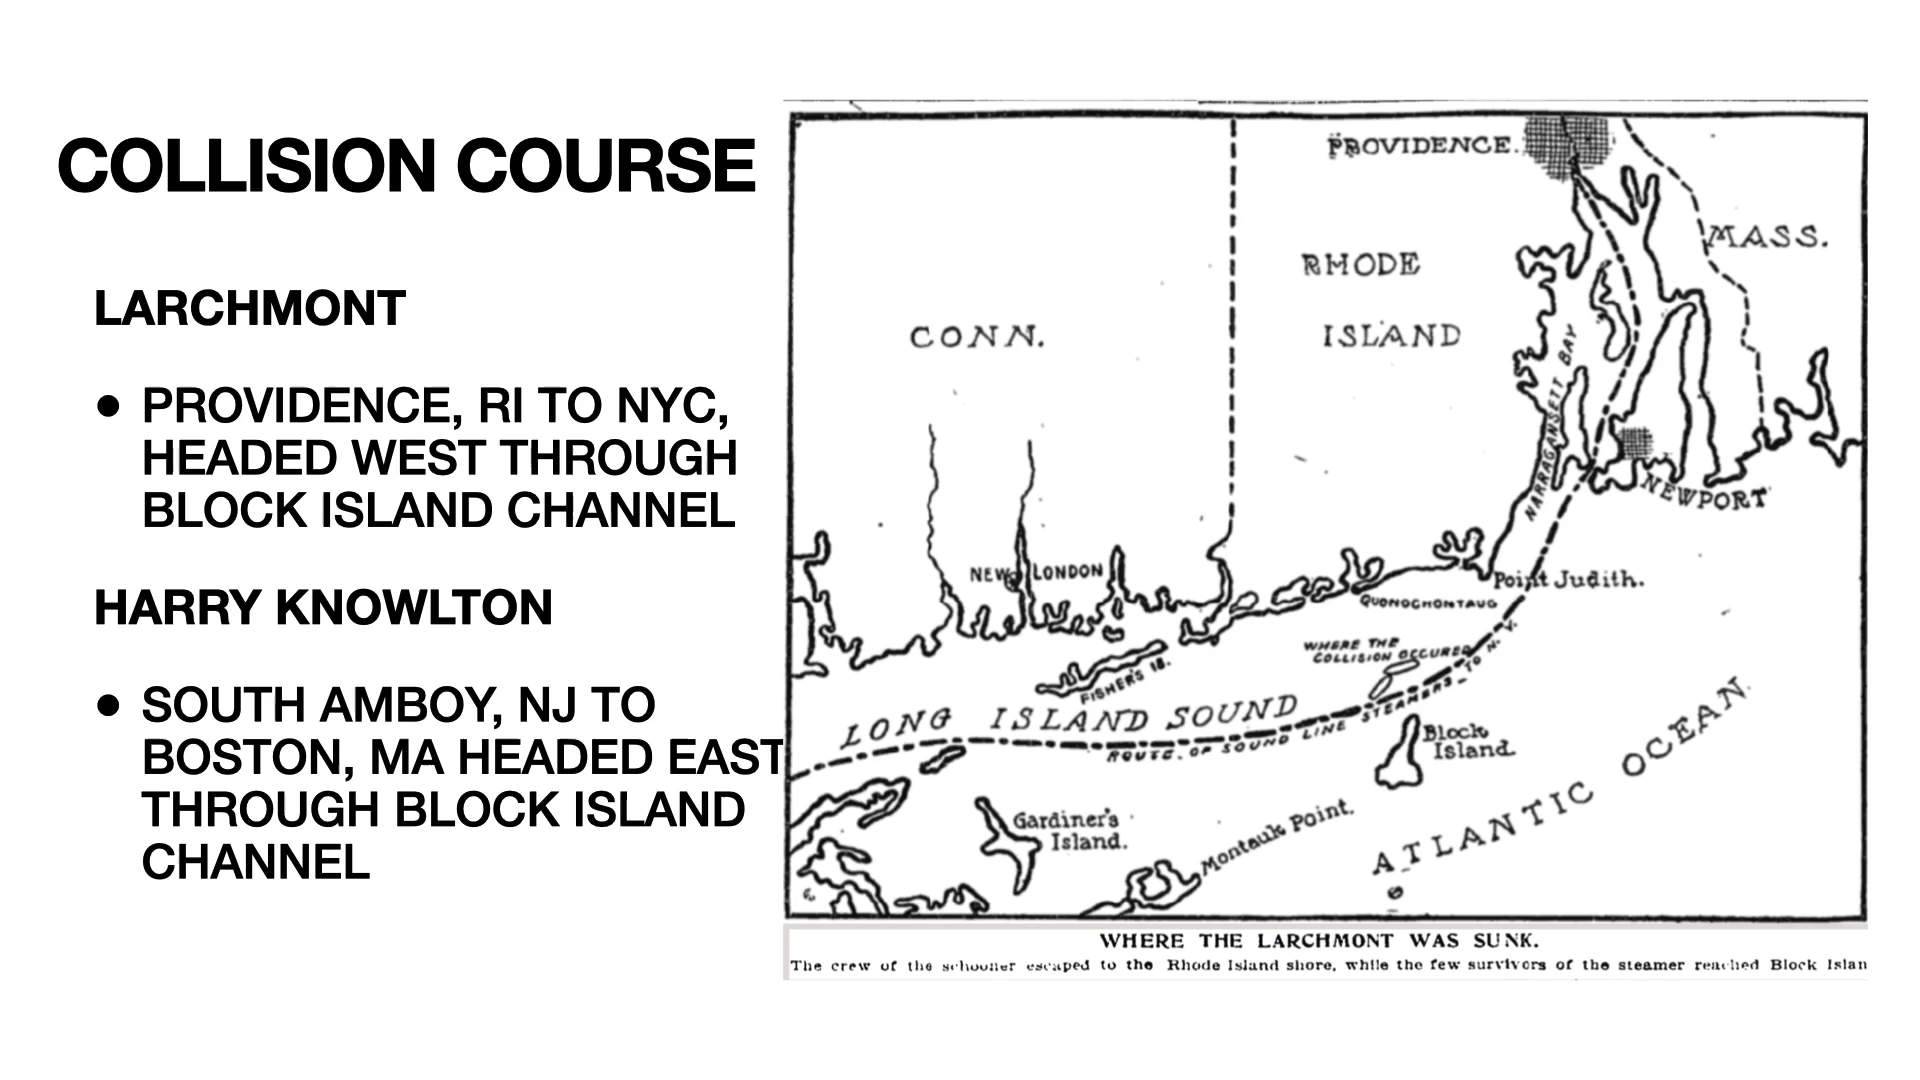 COLLISION COURSE
LARCHMONT
• PROVIDENCE, RI TO NYC,
HEADED WEST THROUGH
BLOCK ISLAND CHANNEL
HARRY KNOWLTON
• SOUTH AMBOY, NJ TO
BOSTON, MA HEADED EAST
THROUGH BLOCK ISLAND
CHANNEL
PROVIDENCE.
MASS.
RHODE
ISLAND
CONN.
NARRAGANSETT BAY
NEWPORT
NEW LONDON
Point Judith.
QUONOCHONTAUG
WHERE THE
COLLISION OCCURED
FISHER'S IS.
LONG ISLAND SOUND
ROUTE OF SOUND LINE STEAMERS TO N.Y.
Block
Island
Gardiner's
Island.
Montauk Point.
ATLANTIC OCEAN.
WHERE THE LARCHMONT WAS SUNK.
The crew of the schooner escaped to the Rhode Island shore, while the few survivors of the steamer reached Block Islan